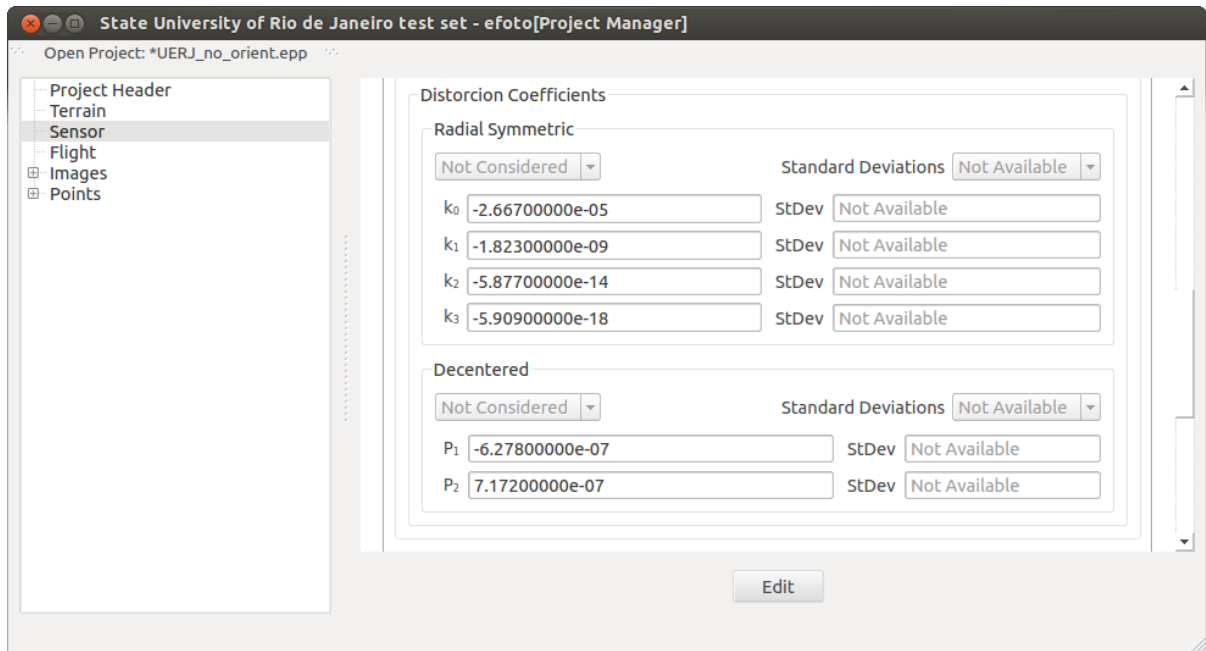 State University of Rio de Janeiro test set - efoto[Project Manager]
Open Project: *UERJ_no_orient.epp
Project Header
Terrain
Sensor
Flight
Images
Points
Distorcion Coefficients
Radial Symmetric
Not Considered Standard Deviations Not Available
k₀ -2.66700000e-05 StDev Not Available
k₁ -1.82300000e-09 StDev Not Available
k₂ -5.87700000e-14 StDev Not Available
k₃ -5.90900000e-18 StDev Not Available
Decentered
Not Considered Standard Deviations Not Available
P₁ -6.27800000e-07 StDev Not Available
P₂ 7.17200000e-07 StDev Not Available
Edit